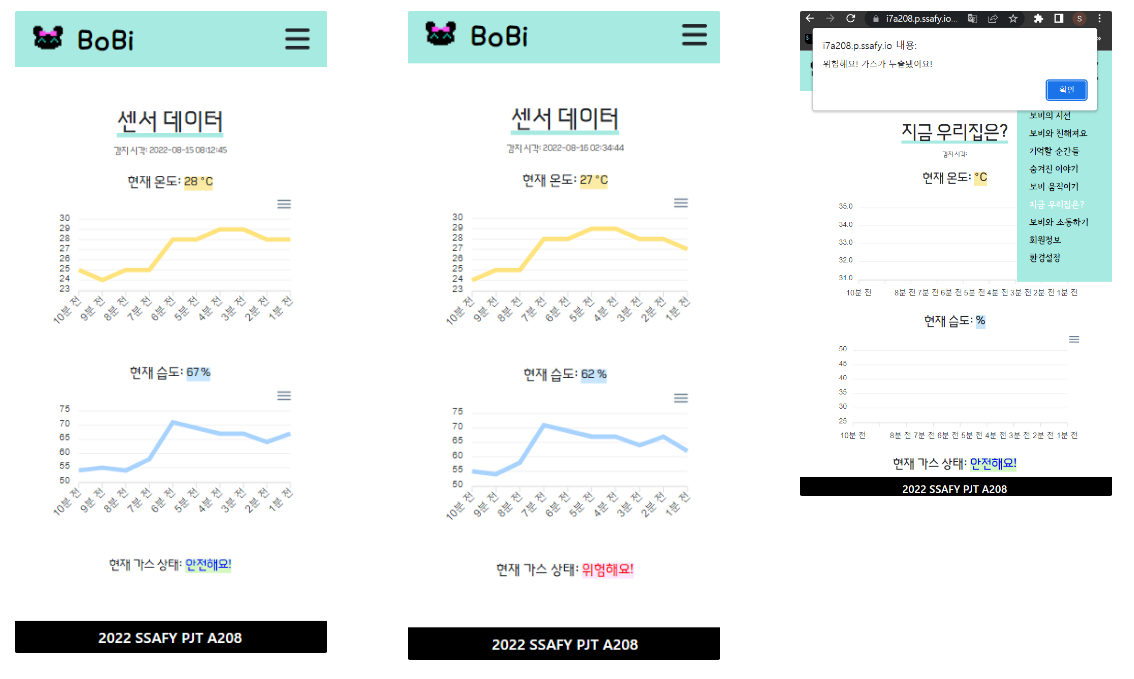 BoBi
센서 데이터
감지 시각: 2022-08-15 08:12:45
현재 온도: 28 °C
30
29
28
27
26
25
24
23
10분 전 9분 전 8분 전 7분 전 6분 전 5분 전 4분 전 3분 전 2분 전 1분 전
현재 습도: 67 %
75
70
65
60
55
50
10분 전 9분 전 8분 전 7분 전 6분 전 5분 전 4분 전 3분 전 2분 전 1분 전
현재 가스 상태: 안전해요!
2022 SSAFY PJT A208
BoBi
센서 데이터
감지 시각: 2022-08-16 02:34:44
현재 온도: 27 °C
30
29
28
27
26
25
24
23
10분 전 9분 전 8분 전 7분 전 6분 전 5분 전 4분 전 3분 전 2분 전 1분 전
현재 습도: 62 %
75
70
65
60
55
50
10분 전 9분 전 8분 전 7분 전 6분 전 5분 전 4분 전 3분 전 2분 전 1분 전
현재 가스 상태: 위험해요!
2022 SSAFY PJT A208
i7a208.p.ssafy.io...
S
i7a208.p.ssafy.io 내용:
위험해요! 가스가 누출됐어요!
확인
보비의 시선
보비와 친해져요
기억할 순간들
숨겨진 이야기
보비 움직이기
지금 우리집은?
보비와 소통하기
회원정보
환경설정
지금 우리집은?
감지 시각:
현재 온도: °C
35.0
34.0
33.0
32.0
31.0
10분 전 8분 전 7분 전 6분 전 5분 전 4분 전 3분 전 2분 전 1분 전
현재 습도: %
50
45
40
35
30
25
10분 전 8분 전 7분 전 6분 전 5분 전 4분 전 3분 전 2분 전 1분 전
현재 가스 상태: 안전해요!
2022 SSAFY PJT A208